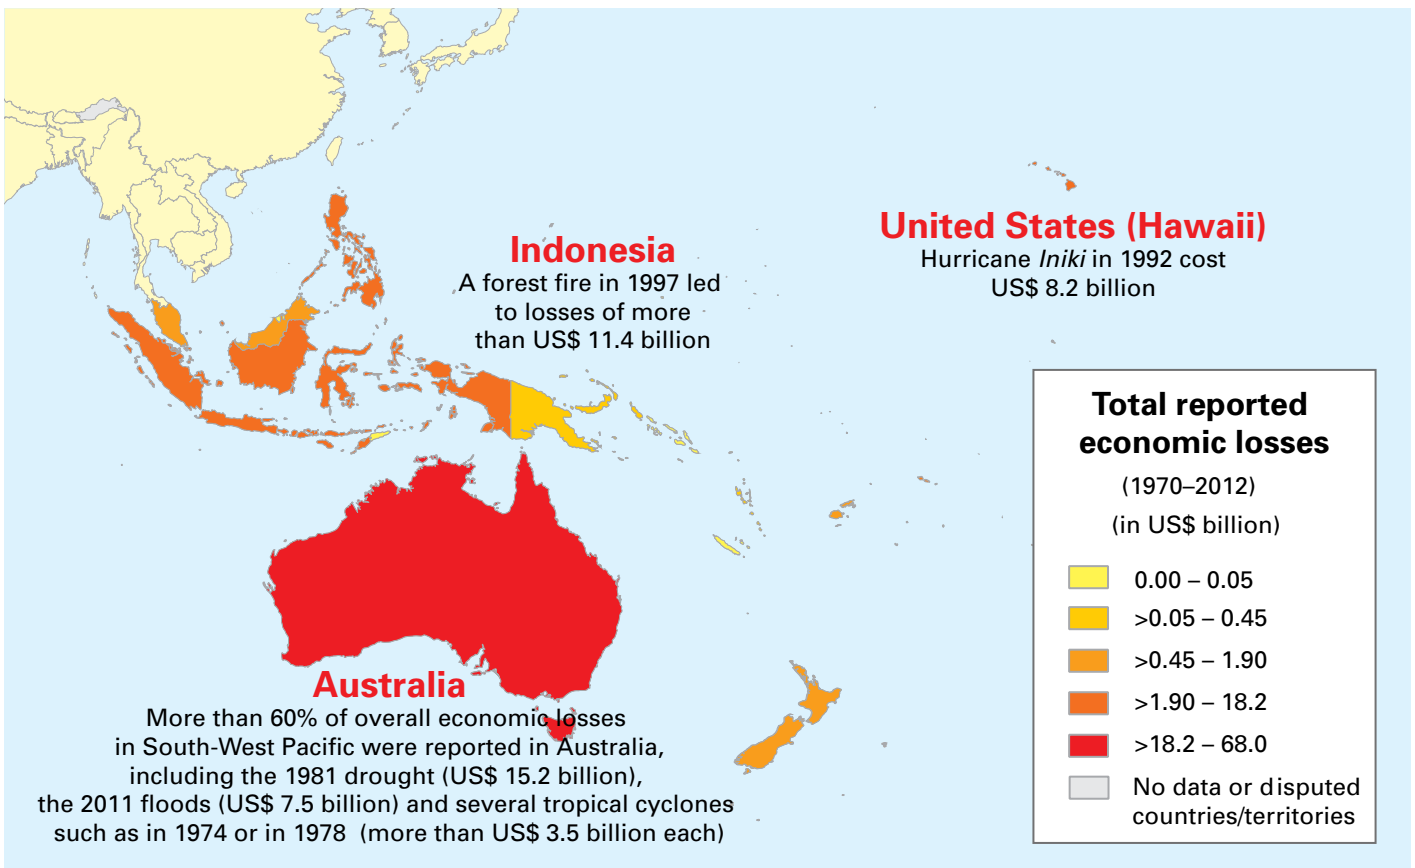 United States (Hawaii)
Hurricane Iniki in 1992 cost
US$ 8.2 billion
Indonesia
A forest fire in 1997 led
to losses of more
than US$ 11.4 billion
Total reported
economic losses
(1970–2012)
(in US$ billion)
0.00 – 0.05
>0.05 – 0.45
>0.45 – 1.90
>1.90 – 18.2
>18.2 – 68.0
No data or disputed
countries/territories
Australia
More than 60% of overall economic losses
in South-West Pacific were reported in Australia,
including the 1981 drought (US$ 15.2 billion),
the 2011 floods (US$ 7.5 billion) and several tropical cyclones
such as in 1974 or in 1978 (more than US$ 3.5 billion each)